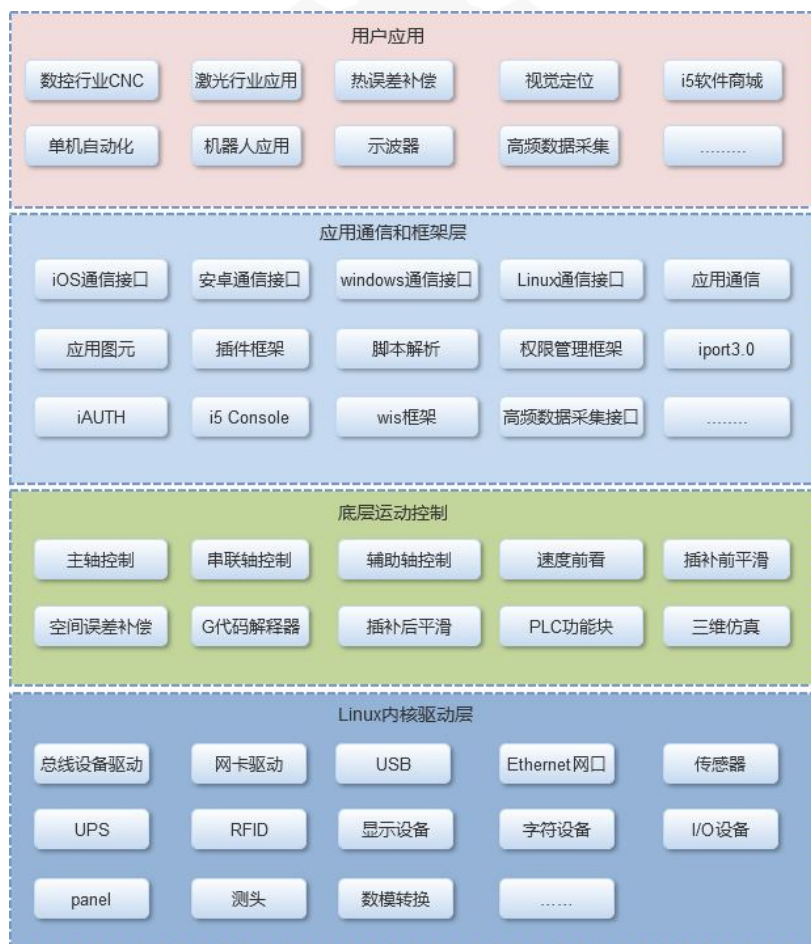 用户应用
数控行业CNC 激光行业应用 热误差补偿 视觉定位 i5软件商城
单机自动化 机器人应用 示波器 高频数据采集 .........
应用通信和框架层
iOS通信接口 安卓通信接口 windows通信接口 Linux通信接口 应用通信
应用图元 插件框架 脚本解析 权限管理框架 iport3.0
iAUTH i5 Console wis框架 高频数据采集接口 ........
底层运动控制
主轴控制 串联轴控制 辅助轴控制 速度前看 插补前平滑
空间误差补偿 G代码解释器 插补后平滑 PLC功能块 三维仿真
Linux内核驱动层
总线设备驱动 网卡驱动 USB Ethernet网口 传感器
UPS RFID 显示设备 字符设备 I/O设备
panel 测头 数模转换 ……